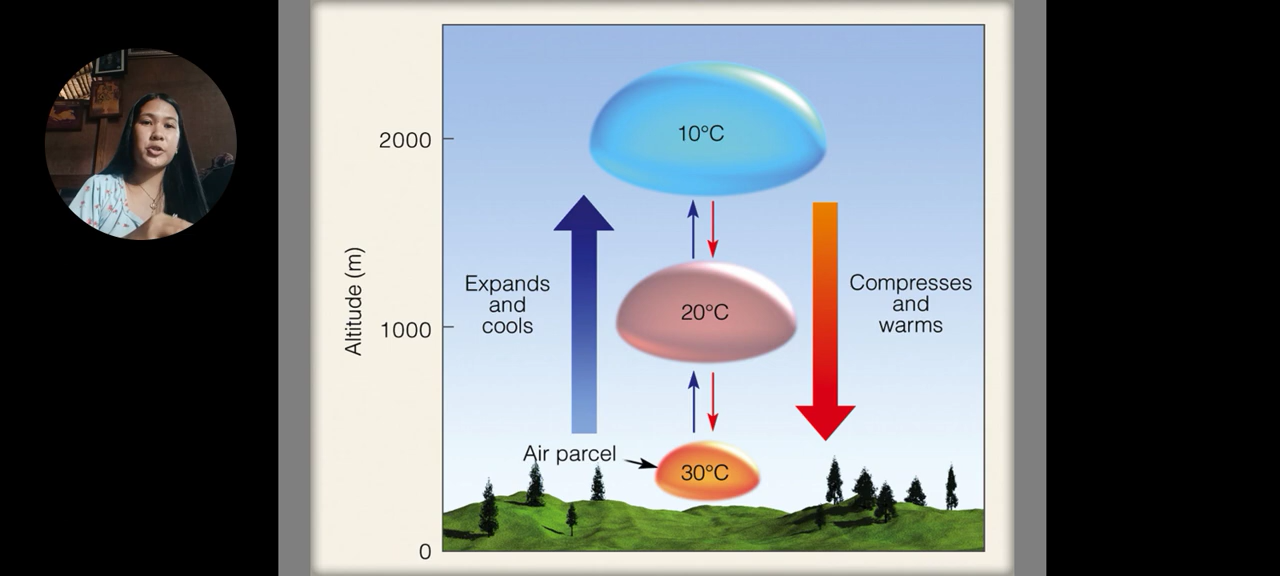 10°C
2000
Expands
and
cools
Compresses
and
warms
20°C
Altitude (m)
1000
Air parcel
30°C
0